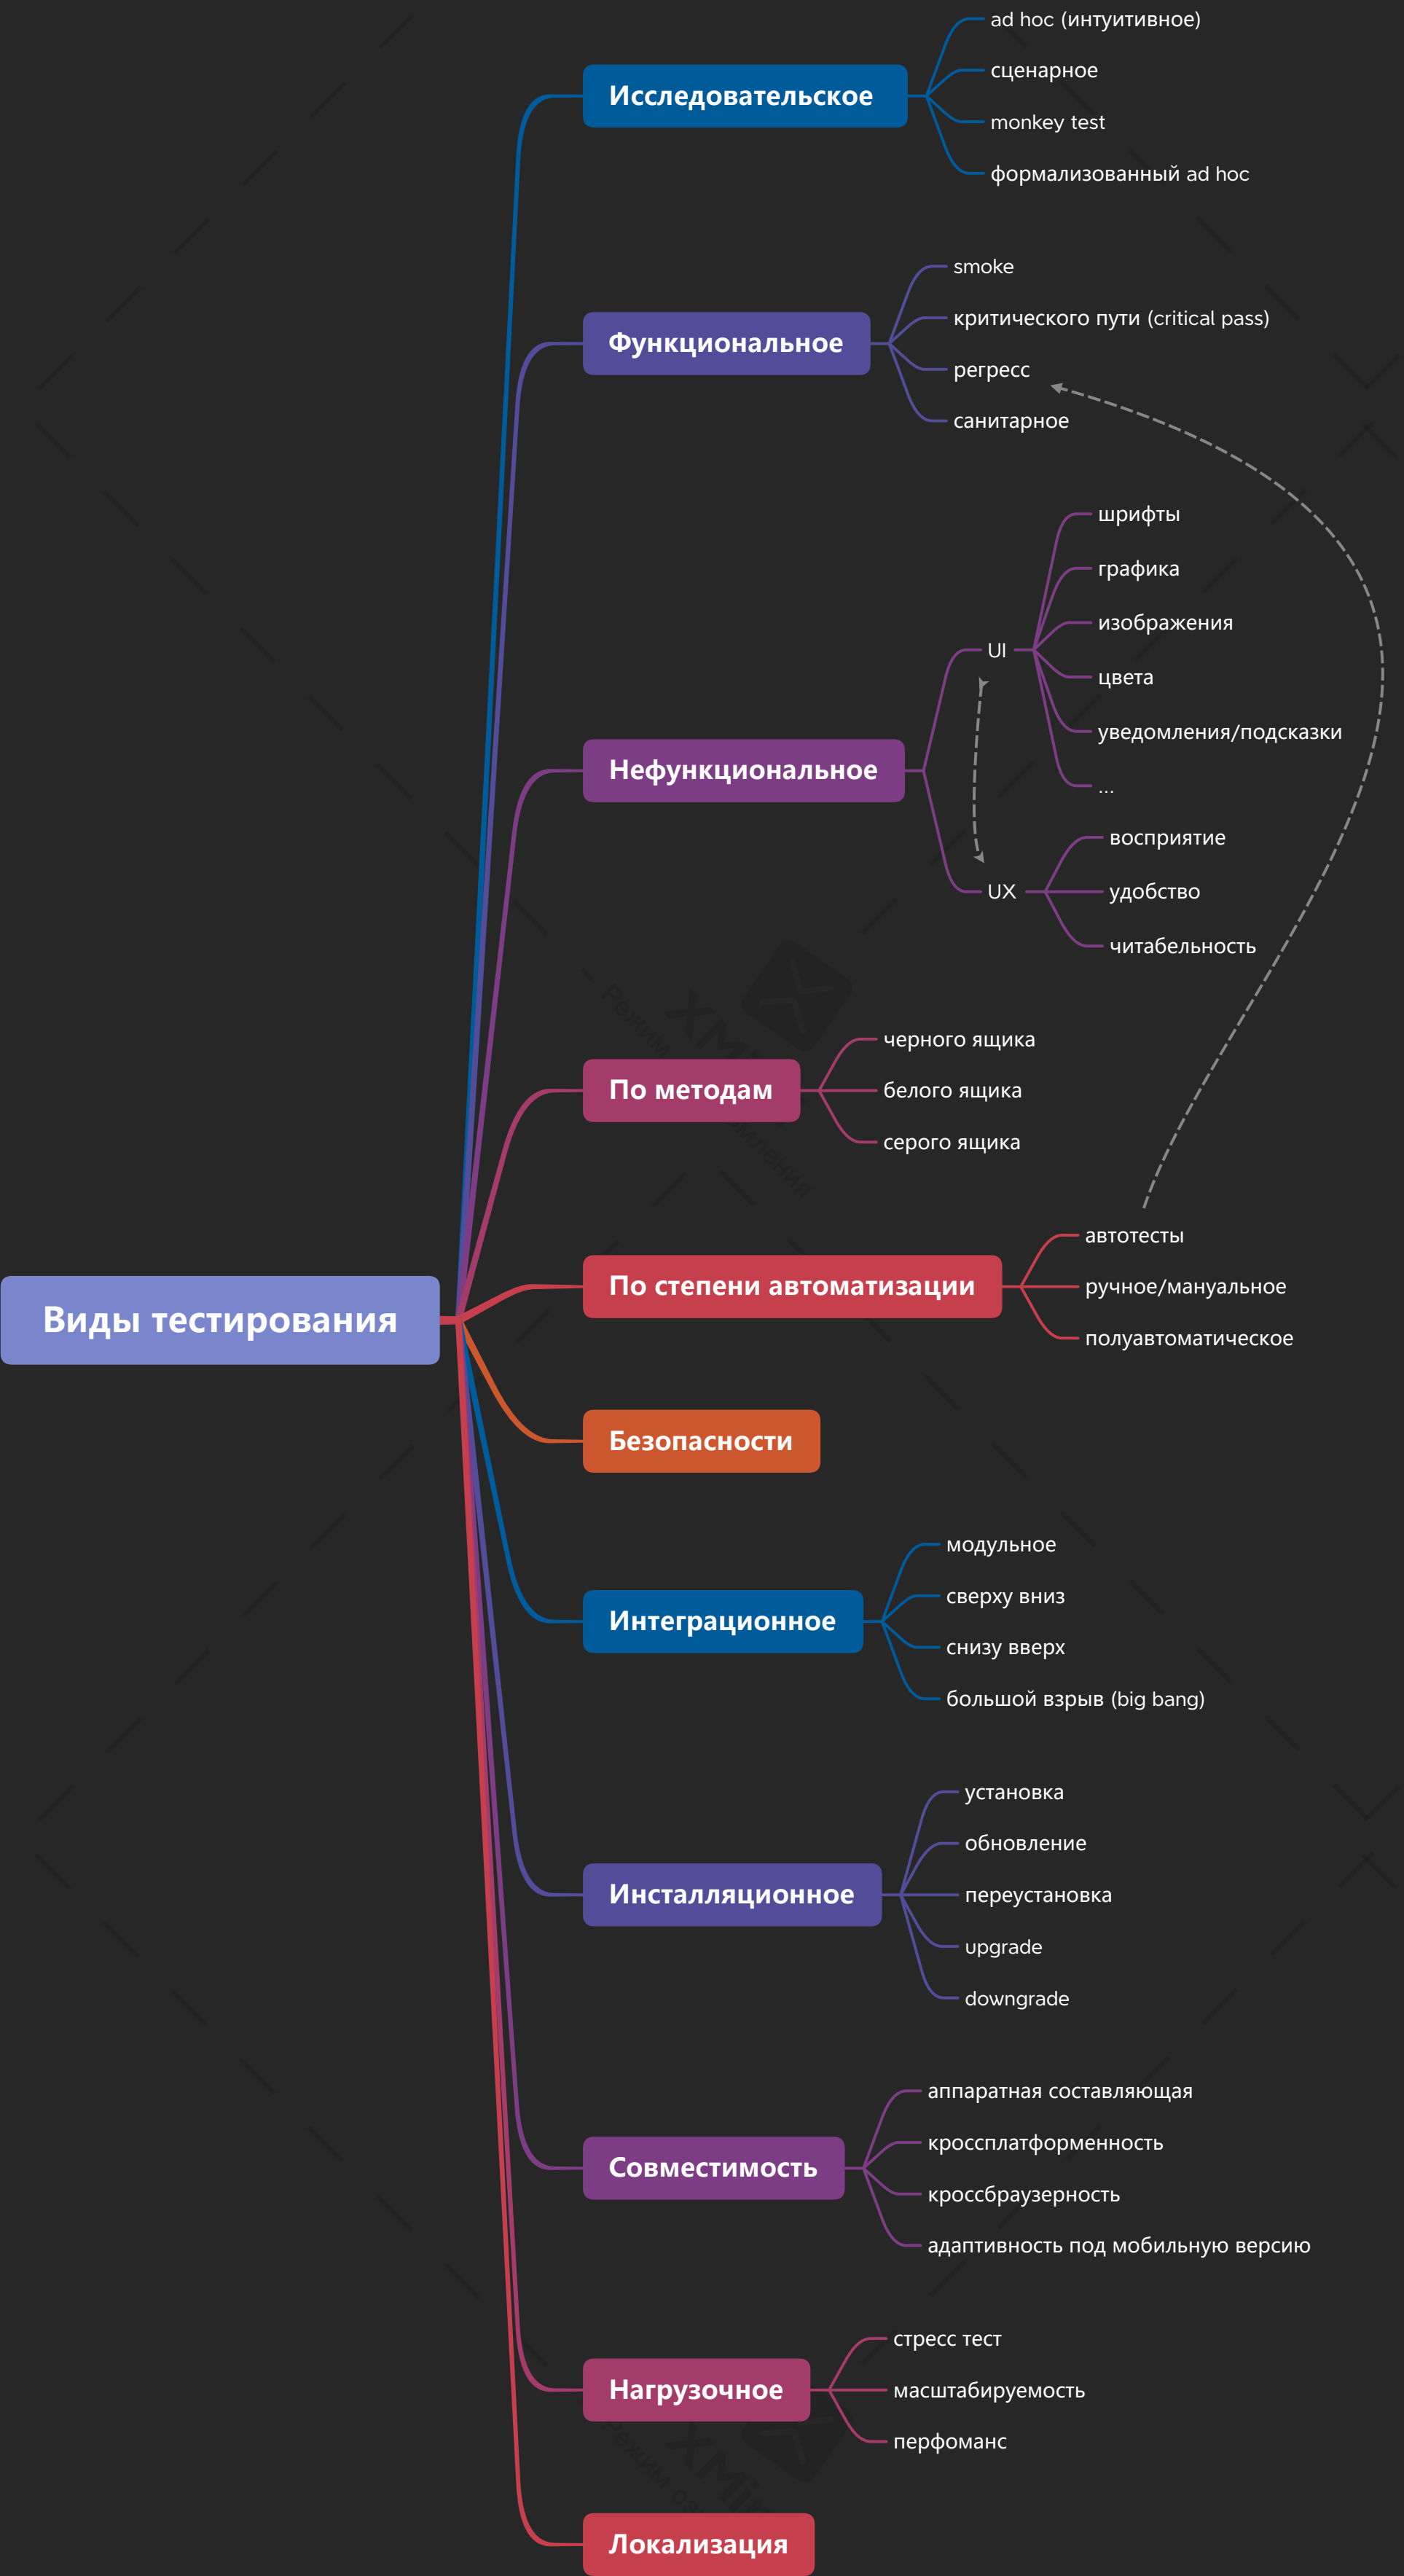 ad hoc (интуитивное)
Исследовательское
сценарное
monkey test
формализованный ad hoc
smoke
критического пути (critical pass)
Функциональное
регресс
санитарное
шрифты
графика
изображения
UI
цвета
уведомления/подсказки
...
Нефункциональное
восприятие
UX
удобство
читабельность
черного ящика
По методам
белого ящика
серого ящика
автотесты
По степени автоматизации
ручное/мануальное
полуавтоматическое
Виды тестирования
Безопасности
модульное
сверху вниз
Интеграционное
снизу вверх
большой взрыв (big bang)
установка
обновление
Инсталляционное
переустановка
upgrade
downgrade
аппаратная составляющая
кроссплатформенность
Совместимость
кроссбраузерность
адаптивность под мобильную версию
стресс тест
Нагрузочное
масштабируемость
перфоманс
Локализация